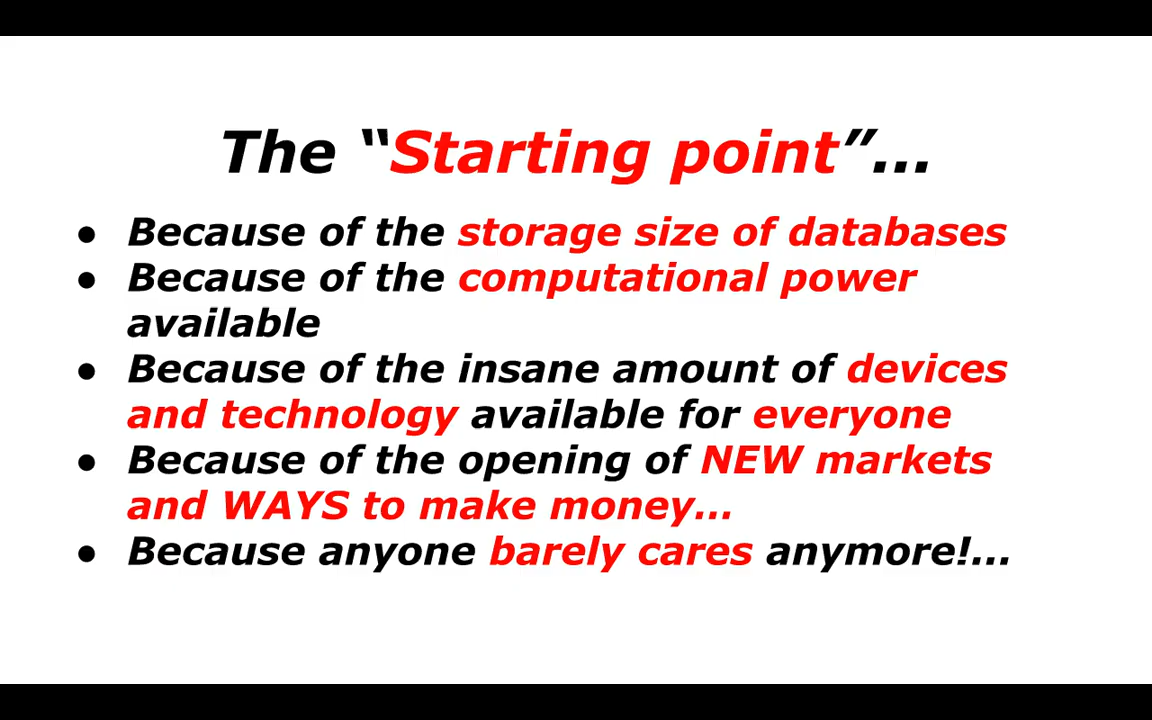 The “Starting point”...
● Because of the storage size of databases
● Because of the computational power
available
● Because of the insane amount of devices
and technology available for everyone
● Because of the opening of NEW markets
and WAYS to make money...
● Because anyone barely cares anymore!...